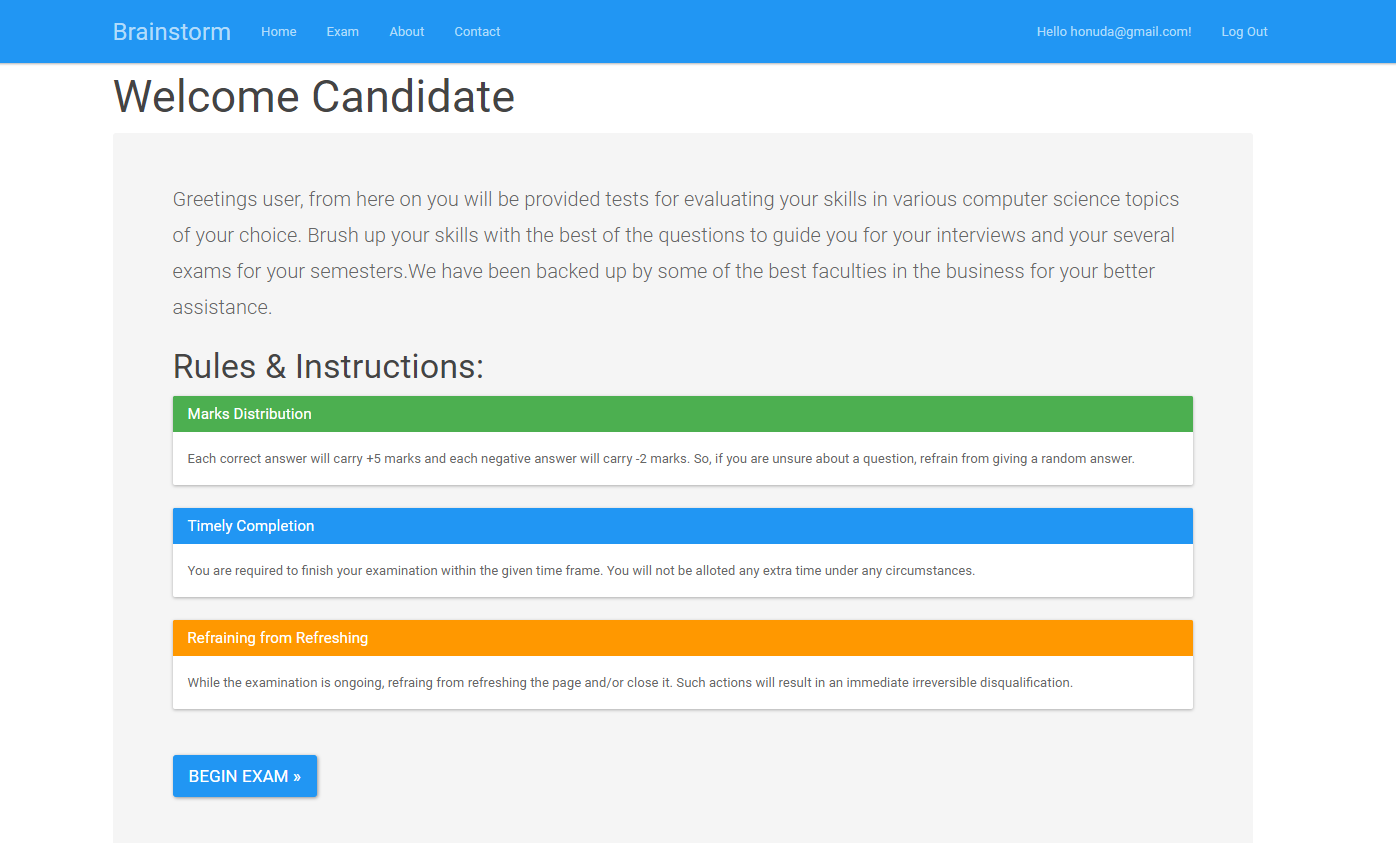 Brainstorm Home Exam About Contact Hello honuda@gmail.com! Log Out
Welcome Candidate
Greetings user, from here on you will be provided tests for evaluating your skills in various computer science topics
of your choice. Brush up your skills with the best of the questions to guide you for your interviews and your several
exams for your semesters.We have been backed up by some of the best faculties in the business for your better
assistance.
Rules & Instructions:
Marks Distribution
Each correct answer will carry +5 marks and each negative answer will carry -2 marks. So, if you are unsure about a question, refrain from giving a random answer.
Timely Completion
You are required to finish your examination within the given time frame. You will not be alloted any extra time under any circumstances.
Refraining from Refreshing
While the examination is ongoing, refraing from refreshing the page and/or close it. Such actions will result in an immediate irreversible disqualification.
BEGIN EXAM »